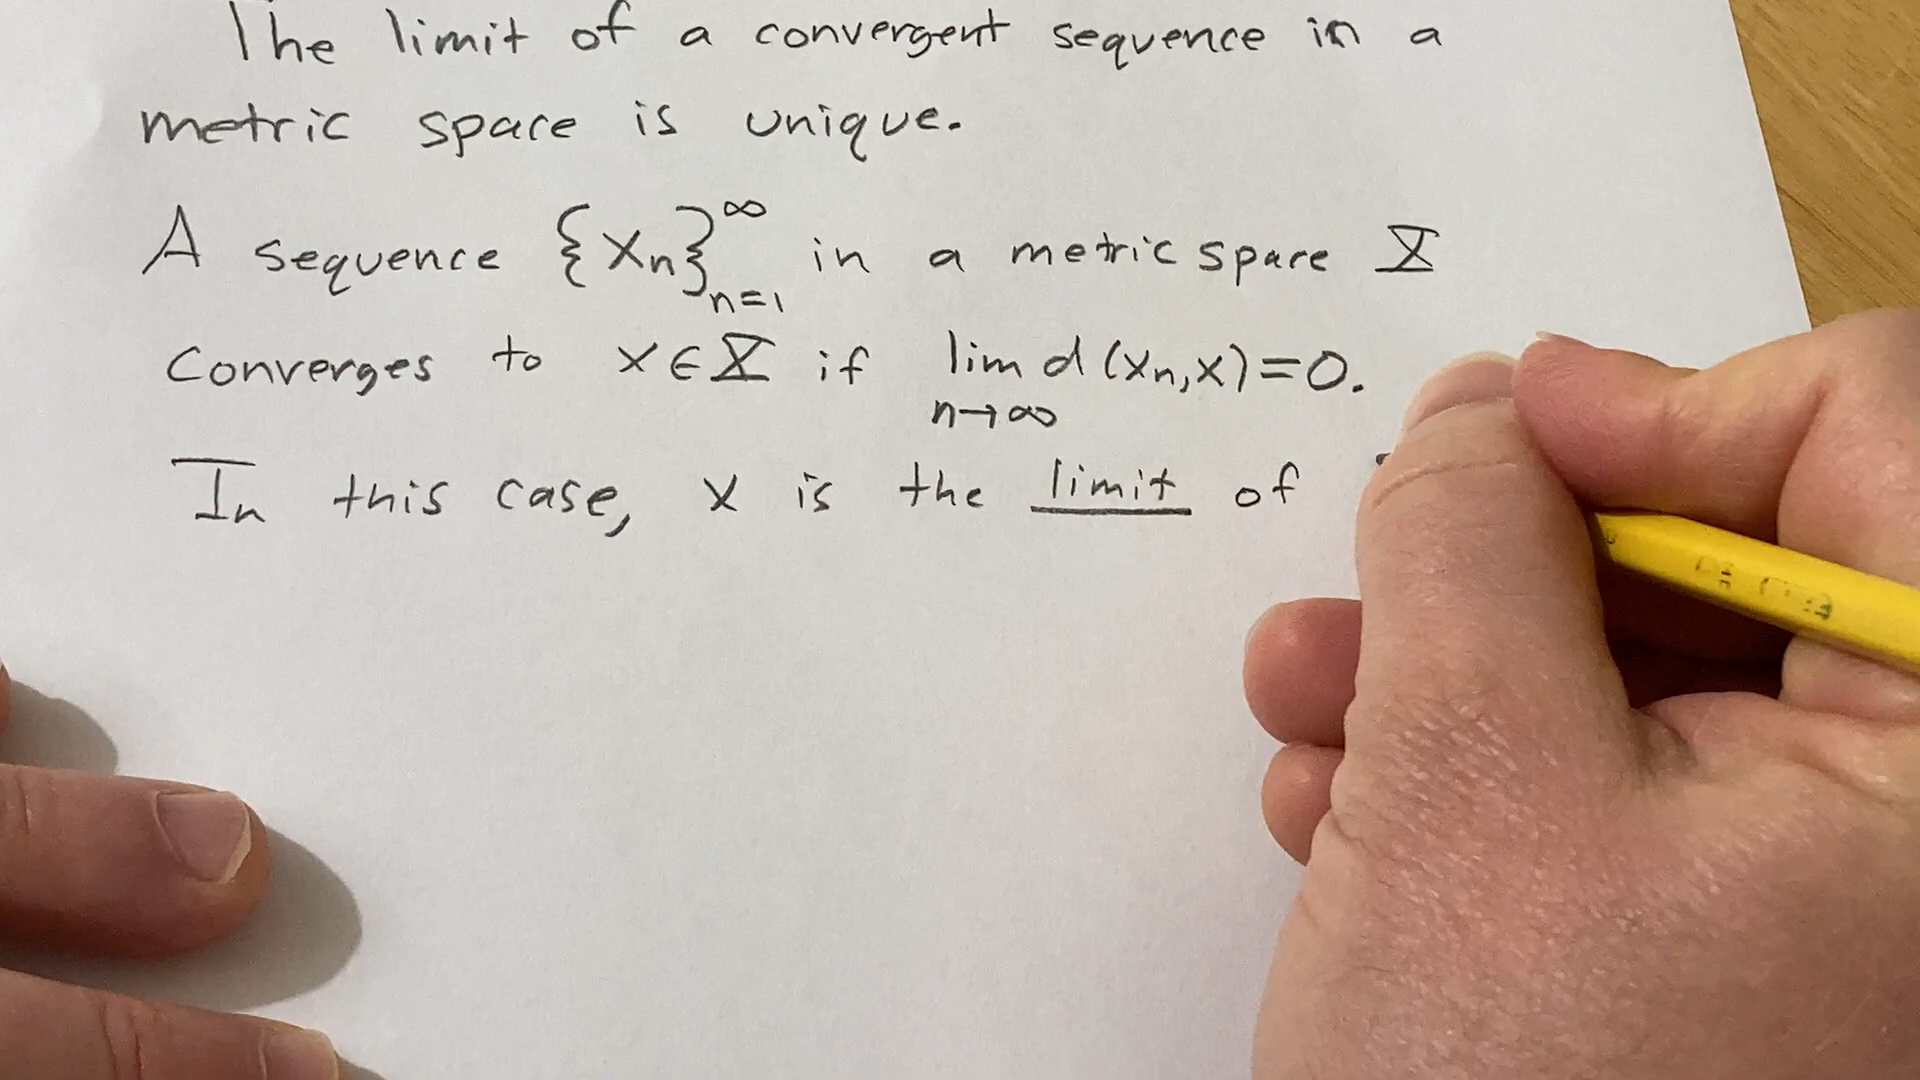 The limit of a convergent sequence in a
metric space is unique.
A sequence {xn}∞n=1 in a metric space X
Converges to x∈X if lim n→∞ d(xn,x)=0.
In this case, x is the limit of